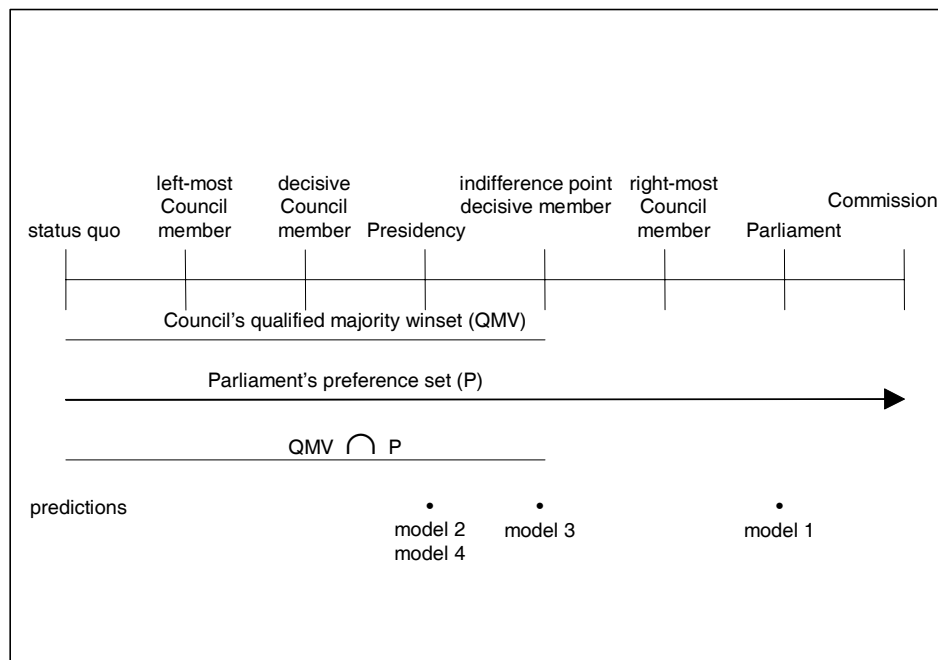 left-most
Council
member
decisive
Council
member
indifference point
decisive member
right-most
Council
member
Commission
status quo
Presidency
Parliament
Council's qualified majority winset (QMV)
Parliament's preference set (P)
QMV ∩ P
predictions
model 2
model 4
model 3
model 1